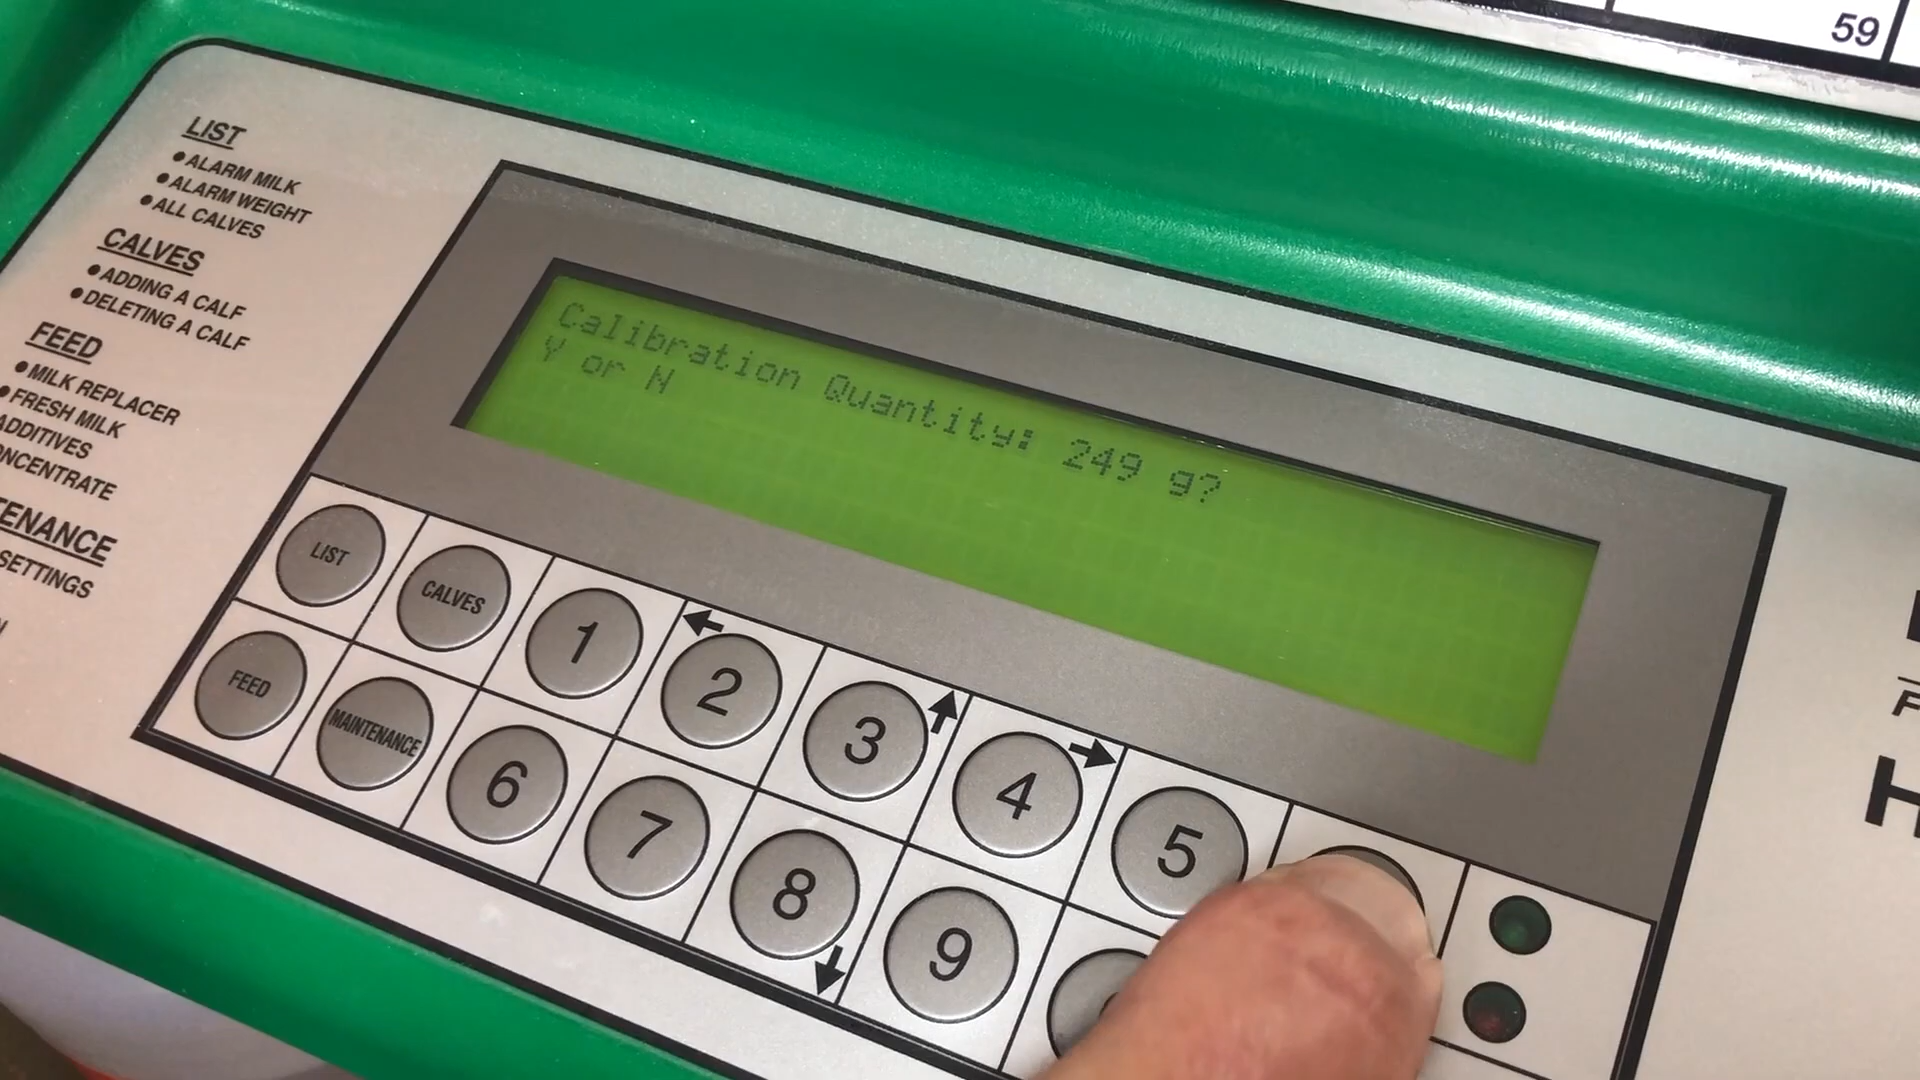 59
LIST
• ALARM MILK
• ALARM WEIGHT
• ALL CALVES
CALVES
• ADDING A CALF
• DELETING A CALF
FEED
• MILK REPLACER
• FRESH MILK
ADDITIVES
ONCENTRATE
TENANCE
SETTINGS
Calibration Quantity: 249 g?
Y or N
LIST
CALVES
1
2
3
4
5
FEED
MAINTENANCE
6
7
8
9
H